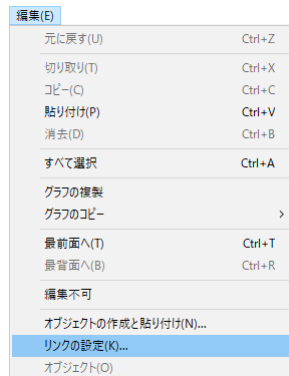 編集(E)
元に戻す(U) Ctrl+Z
切り取り(T) Ctrl+X
コピー(C) Ctrl+C
貼り付け(P) Ctrl+V
消去(D) Ctrl+B
すべて選択 Ctrl+A
グラフの複製
グラフのコピー >
最前面へ(T) Ctrl+T
最背面へ(B) Ctrl+R
編集不可
オブジェクトの作成と貼り付け(N)...
リンクの設定(K)...
オブジェクト(O)